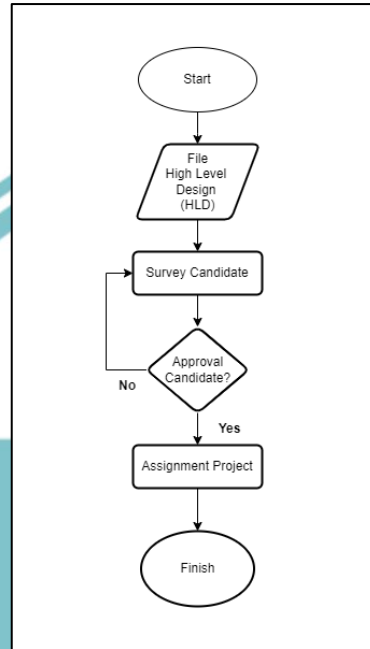 Start
File
High Level
Design
(HLD)
Survey Candidate
Approval
Candidate?
No
Yes
Assignment Project
Finish